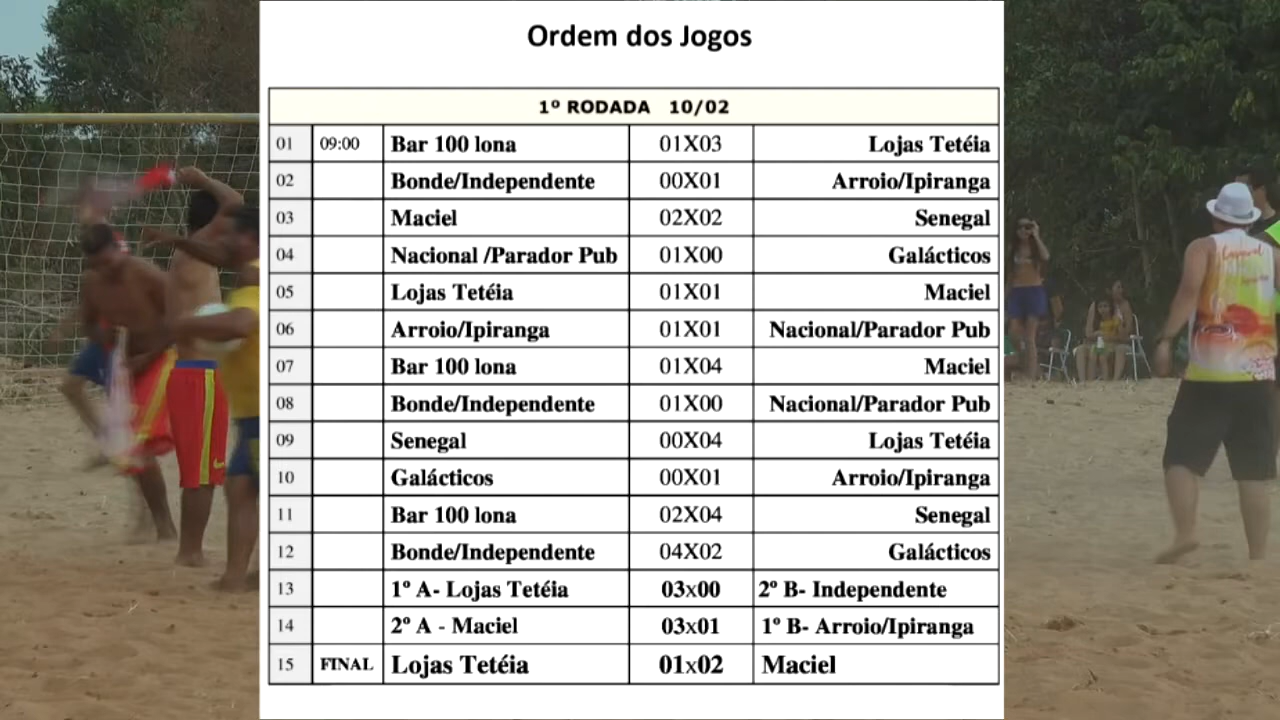 Ordem dos Jogos
1º RODADA 10/02
01 09:00 Bar 100 lona 01X03 Lojas Tetéia
02 Bonde/Independente 00X01 Arroio/Ipiranga
03 Maciel 02X02 Senegal
04 Nacional /Parador Pub 01X00 Galácticos
05 Lojas Tetéia 01X01 Maciel
06 Arroio/Ipiranga 01X01 Nacional/Parador Pub
07 Bar 100 lona 01X04 Maciel
08 Bonde/Independente 01X00 Nacional/Parador Pub
09 Senegal 00X04 Lojas Tetéia
10 Galácticos 00X01 Arroio/Ipiranga
11 Bar 100 lona 02X04 Senegal
12 Bonde/Independente 04X02 Galácticos
13 1º A- Lojas Tetéia 03x00 2º B- Independente
14 2º A - Maciel 03x01 1º B- Arroio/Ipiranga
15 FINAL Lojas Tetéia 01x02 Maciel